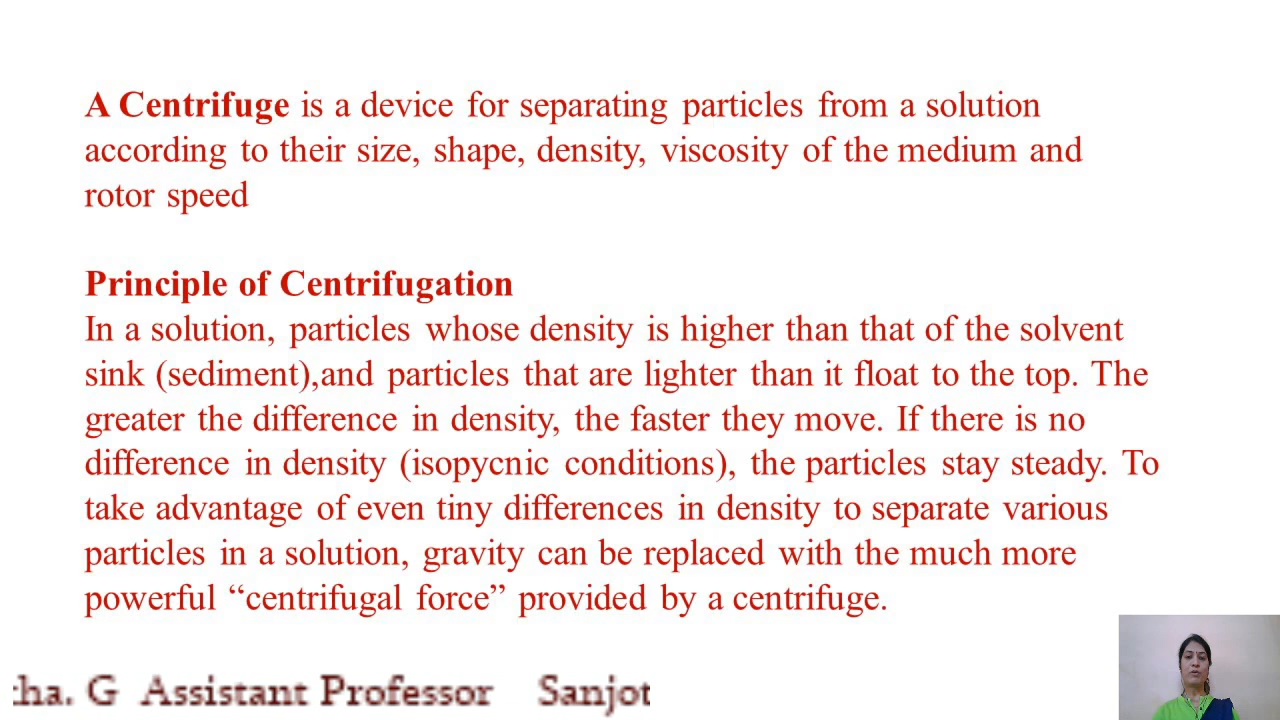 A Centrifuge is a device for separating particles from a solution
according to their size, shape, density, viscosity of the medium and
rotor speed
Principle of Centrifugation
In a solution, particles whose density is higher than that of the solvent
sink (sediment),and particles that are lighter than it float to the top. The
greater the difference in density, the faster they move. If there is no
difference in density (isopycnic conditions), the particles stay steady. To
take advantage of even tiny differences in density to separate various
particles in a solution, gravity can be replaced with the much more
powerful “centrifugal force” provided by a centrifuge.
G Assistant Professor